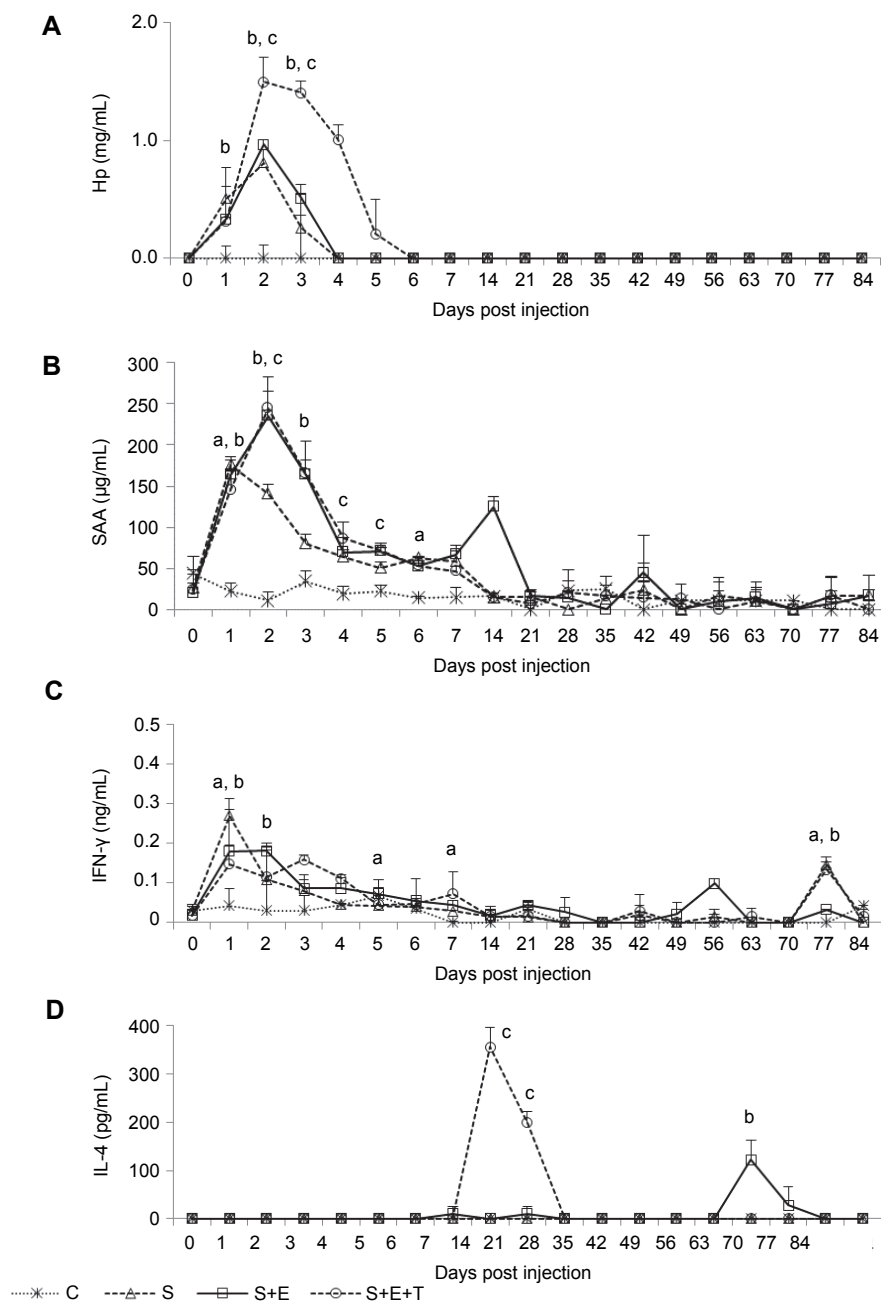 A
2.0
b, c
b, c
1.0
b
0.0
Hp (mg/mL)
0 1 2 3 4 5 6 7 14 21 28 35 42 49 56 63 70 77 84
Days post injection
B
300
b, c
250
b
200
a, b
150
c c a
100
50
0
SAA (µg/mL)
0 1 2 3 4 5 6 7 14 21 28 35 42 49 56 63 70 77 84
Days post injection
C
0.5
0.4
a, b
0.3
b
0.2
a a a, b
0.1
0
IFN-γ (ng/mL)
0 1 2 3 4 5 6 7 14 21 28 35 42 49 56 63 70 77 84
Days post injection
D
400
c
300
c
200
b
100
0
IL-4 (pg/mL)
0 1 2 3 4 5 6 7 14 21 28 35 42 49 56 63 70 77 84
Days post injection
C S S+E S+E+T